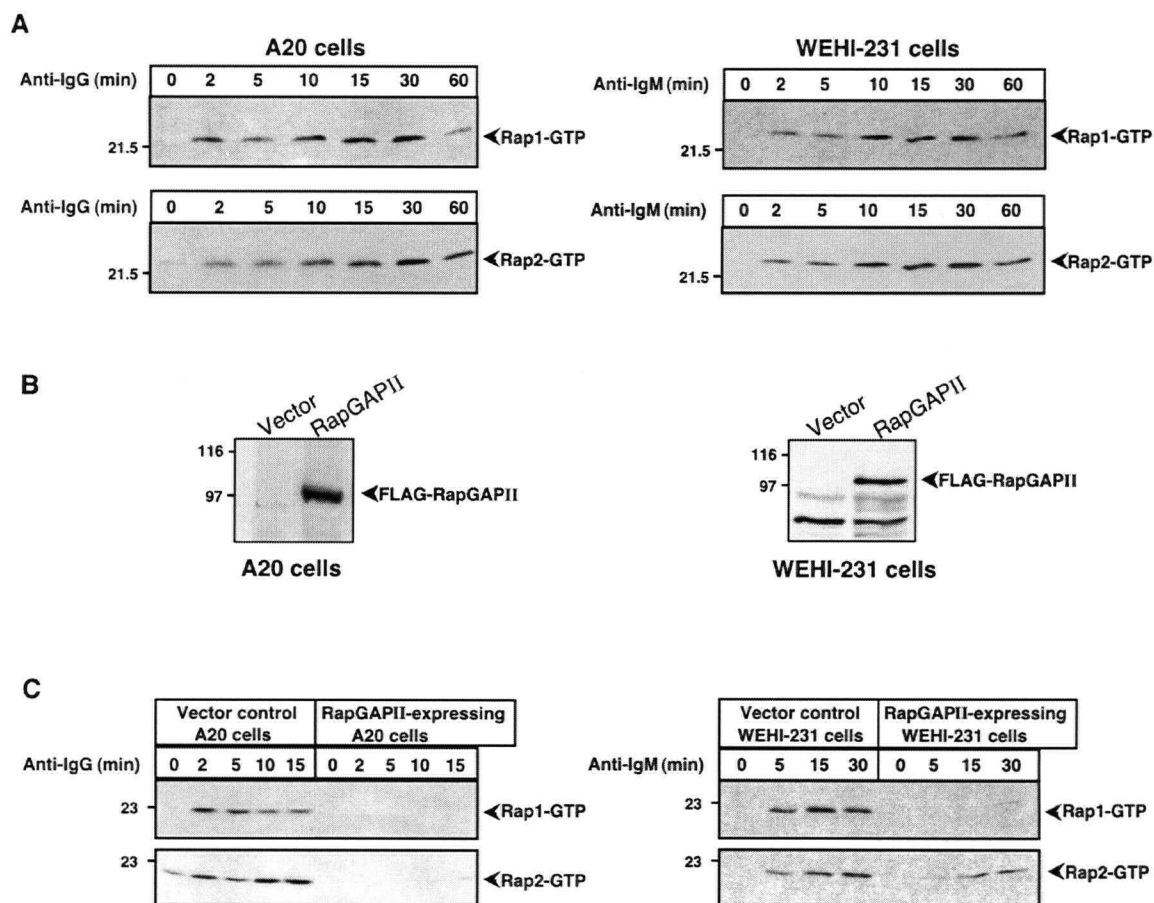 A
A20 cells
Anti-IgG (min) 0 2 5 10 15 30 60
21.5
Rap1-GTP
Anti-IgG (min) 0 2 5 10 15 30 60
21.5
Rap2-GTP
WEHI-231 cells
Anti-IgM (min) 0 2 5 10 15 30 60
21.5
Rap1-GTP
Anti-IgM (min) 0 2 5 10 15 30 60
21.5
Rap2-GTP
B
Vector
RapGAPII
116
97
FLAG-RapGAPII
A20 cells
Vector
RapGAPII
116
97
FLAG-RapGAPII
WEHI-231 cells
C
Vector control
A20 cells
RapGAPII-expressing
A20 cells
Anti-IgG (min) 0 2 5 10 15 0 2 5 10 15
23
Rap1-GTP
23
Rap2-GTP
Vector control
WEHI-231 cells
RapGAPII-expressing
WEHI-231 cells
Anti-IgM (min) 0 5 15 30 0 5 15 30
23
Rap1-GTP
23
Rap2-GTP